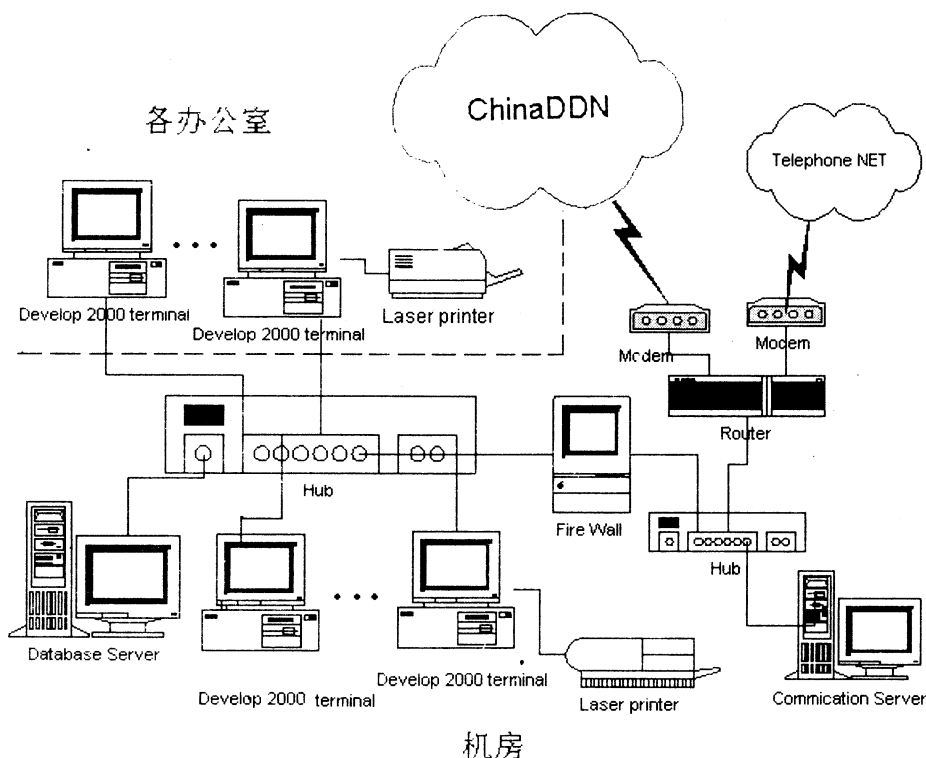 ChinaDDN
各办公室
Telephone NET
Develop 2000 terminal
Develop 2000 terminal
Laser printer
Modem
Modem
Router
Hub
Fire Wall
Hub
Database Server
Develop 2000 terminal
Develop 2000 terminal
Laser printer
Commication Server
机房